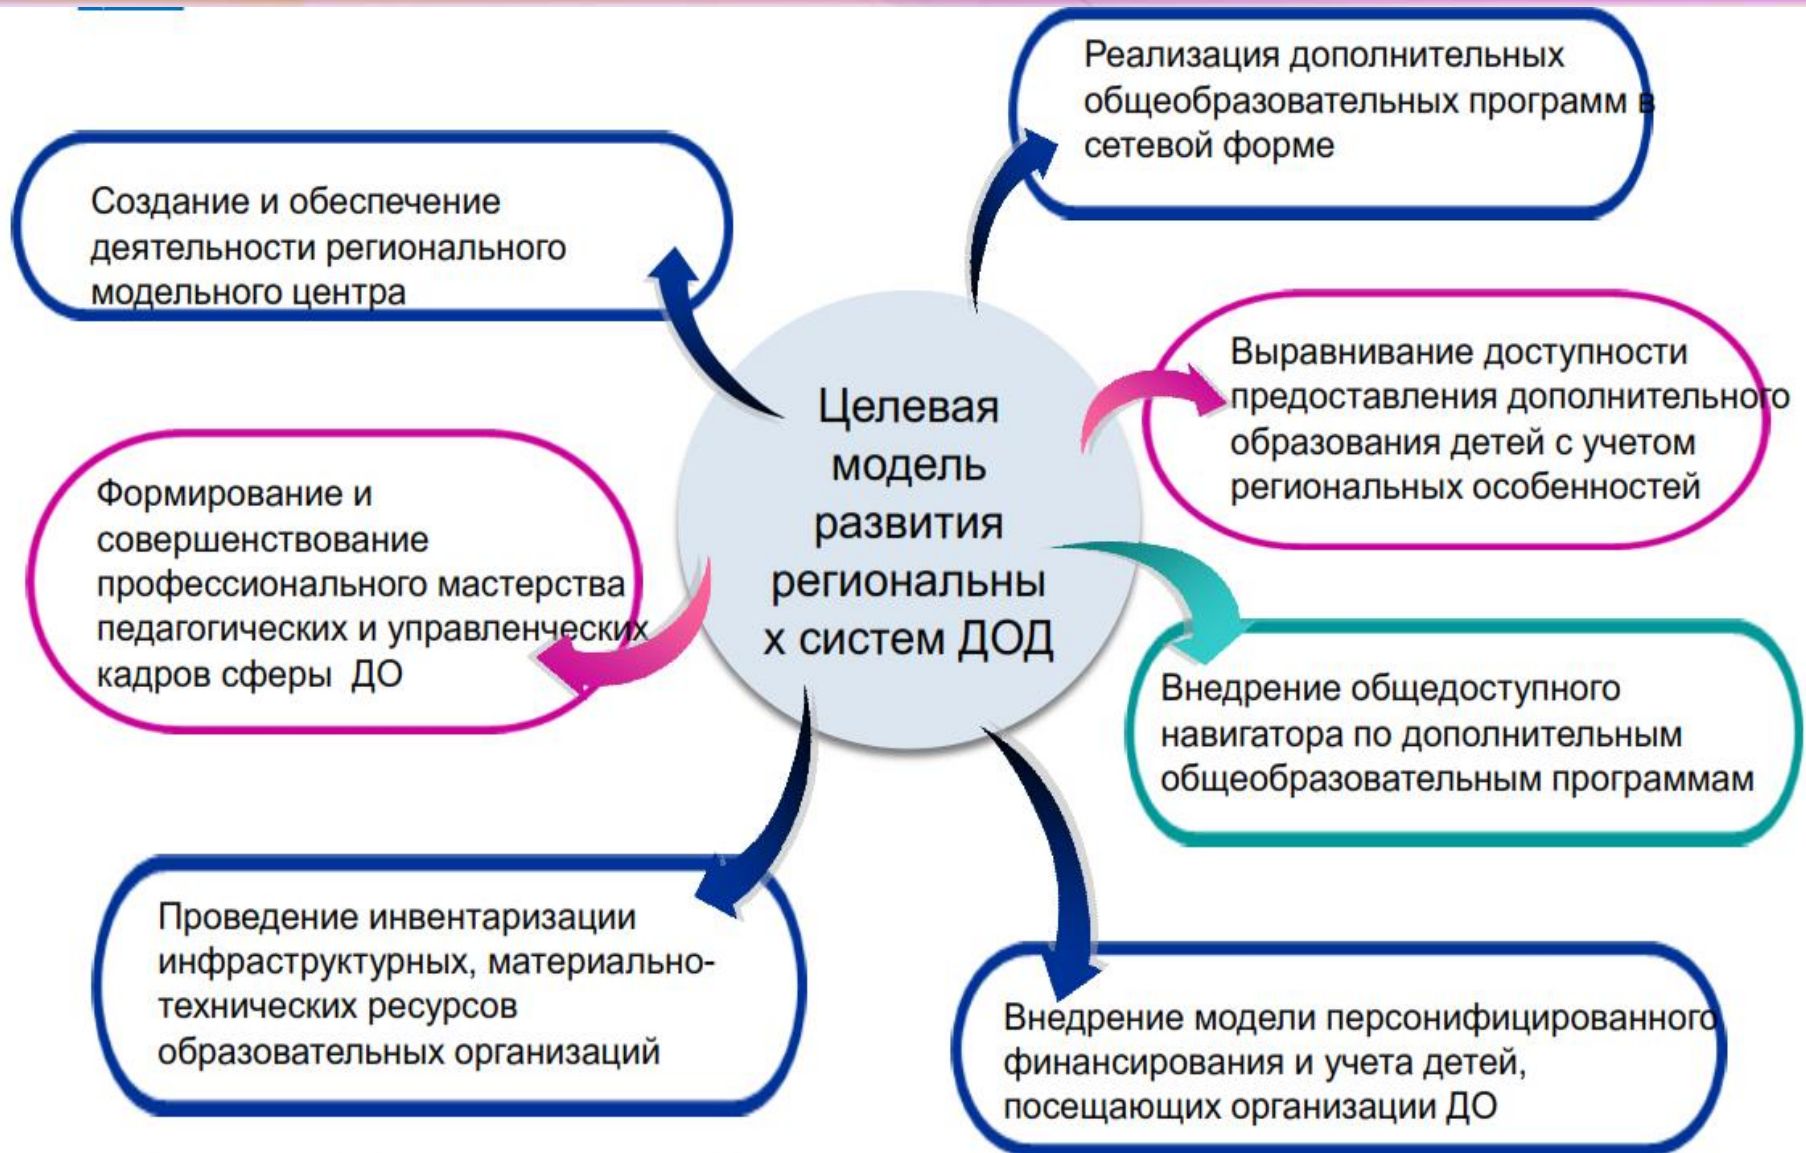 Реализация дополнительных
общеобразовательных программ в
сетевой форме
Создание и обеспечение
деятельности регионального
модельного центра
Выравнивание доступности
предоставления дополнительного
образования детей с учетом
региональных особенностей
Целевая
модель
развития
региональны
х систем ДОД
Формирование и
совершенствование
профессионального мастерства
педагогических и управленческих
кадров сферы ДО
Внедрение общедоступного
навигатора по дополнительным
общеобразовательным программам
Проведение инвентаризации
инфраструктурных, материально-
технических ресурсов
образовательных организаций
Внедрение модели персонифицированного
финансирования и учета детей,
посещающих организации ДО